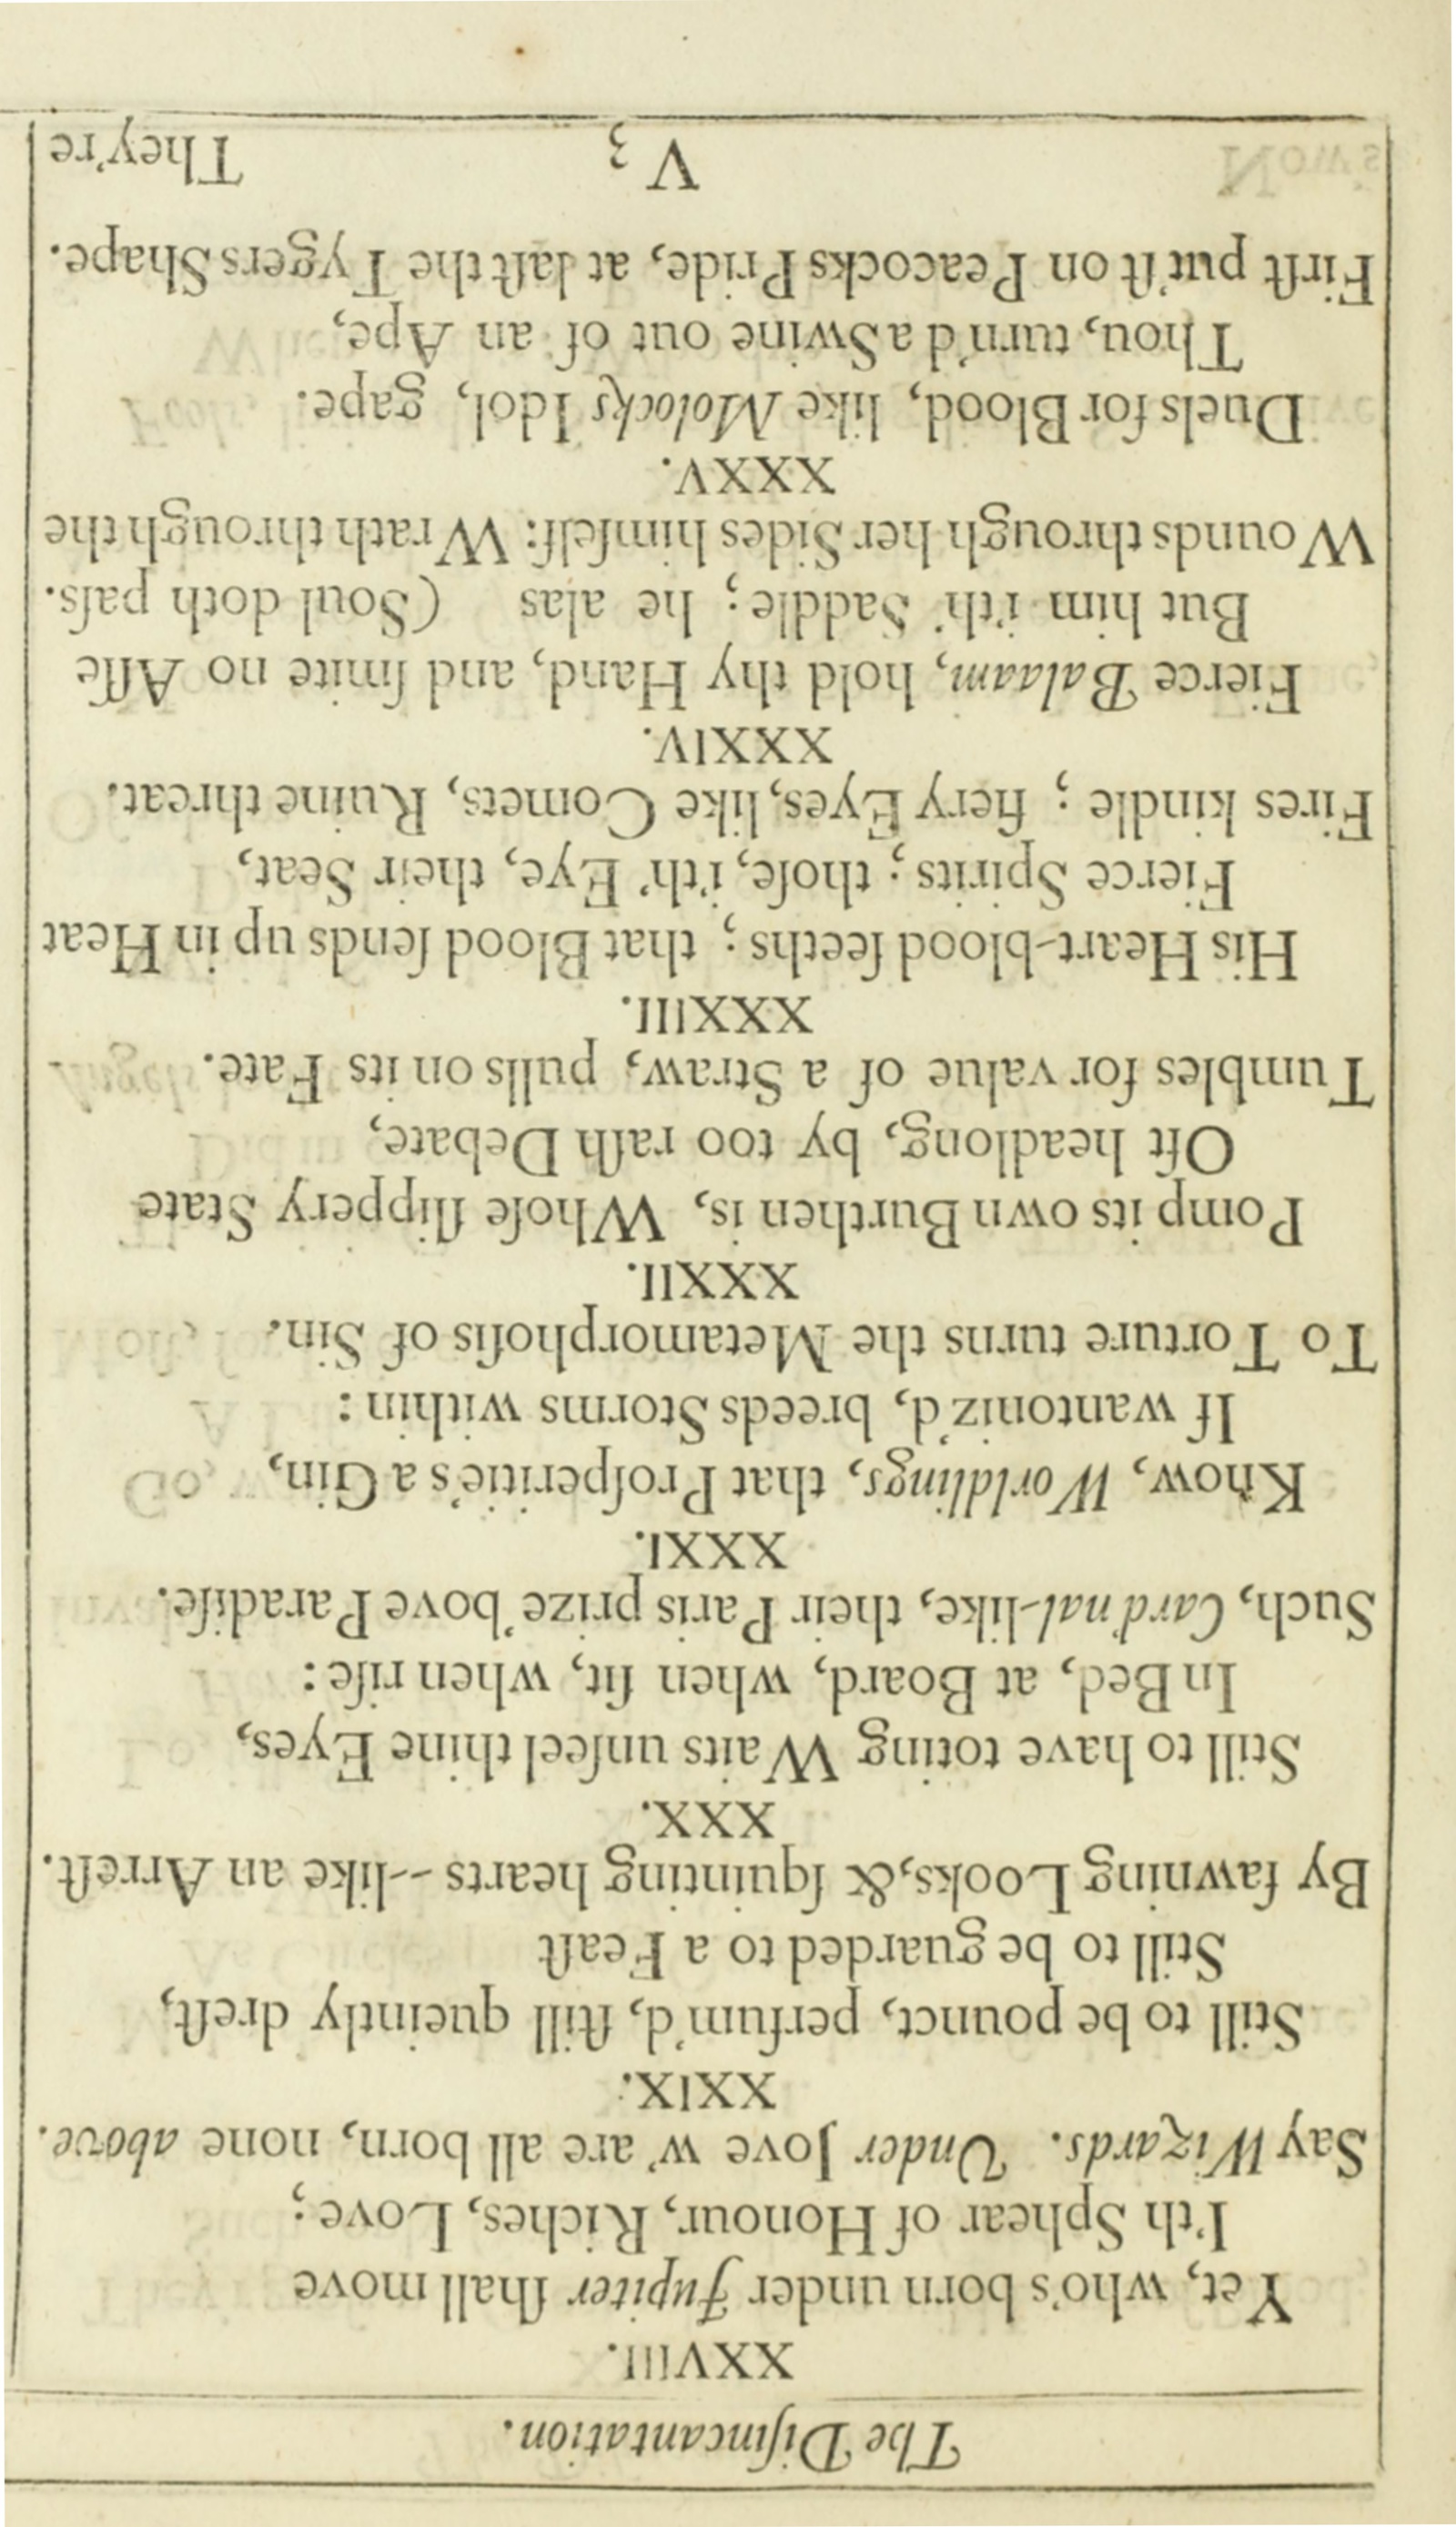 The Diſincantation.
XXVIII.
Yet, who's born under Jupiter ſhall move
I'th Sphear of Honour, Riches, Love;
Say Wizards. Under Jove w' are all born, none above.
XXIX.
Still to be pounct, perfum'd, ſtill queintly dreſt,
Still to be guarded to a Feaſt
By fawning Looks,& ſquinting hearts --like an Arreſt.
XXX.
Still to have toting Waits unſeel thine Eyes,
In Bed, at Board, when ſit, when riſe:
Such, Card'nal-like, their Paris prize 'bove Paradiſe.
XXXI.
Know, Worldlings, that Proſperitie's a Gin,
If wantoniz'd, breeds Storms within:
To Torture turns the Metamorphoſis of Sin.
XXXII.
Pomp its own Burthen is, Whoſe ſlippery State
Oft headlong, by too raſh Debate,
Tumbles for value of a Straw, pulls on its Fate.
XXXIII.
His Heart-blood ſeeths; that Blood ſends up in Heat
Fierce Spirits; thoſe, i'th' Eye, their Seat,
Fires kindle; fiery Eyes, like Comets, Ruine threat.
XXXIV.
Fierce Balaam, hold thy Hand, and ſmite no Aſſe
But him i'th' Saddle; he alas (Soul doth paſs.
Wounds through her Sides himſelf: Wrath through the
XXXV.
Duels for Blood, like Molocks Idol, gape.
Thou, turn'd a Swine out of an Ape,
Firſt put'ſt on Peacocks Pride, at laſt the Tygers Shape.
V 3 They're